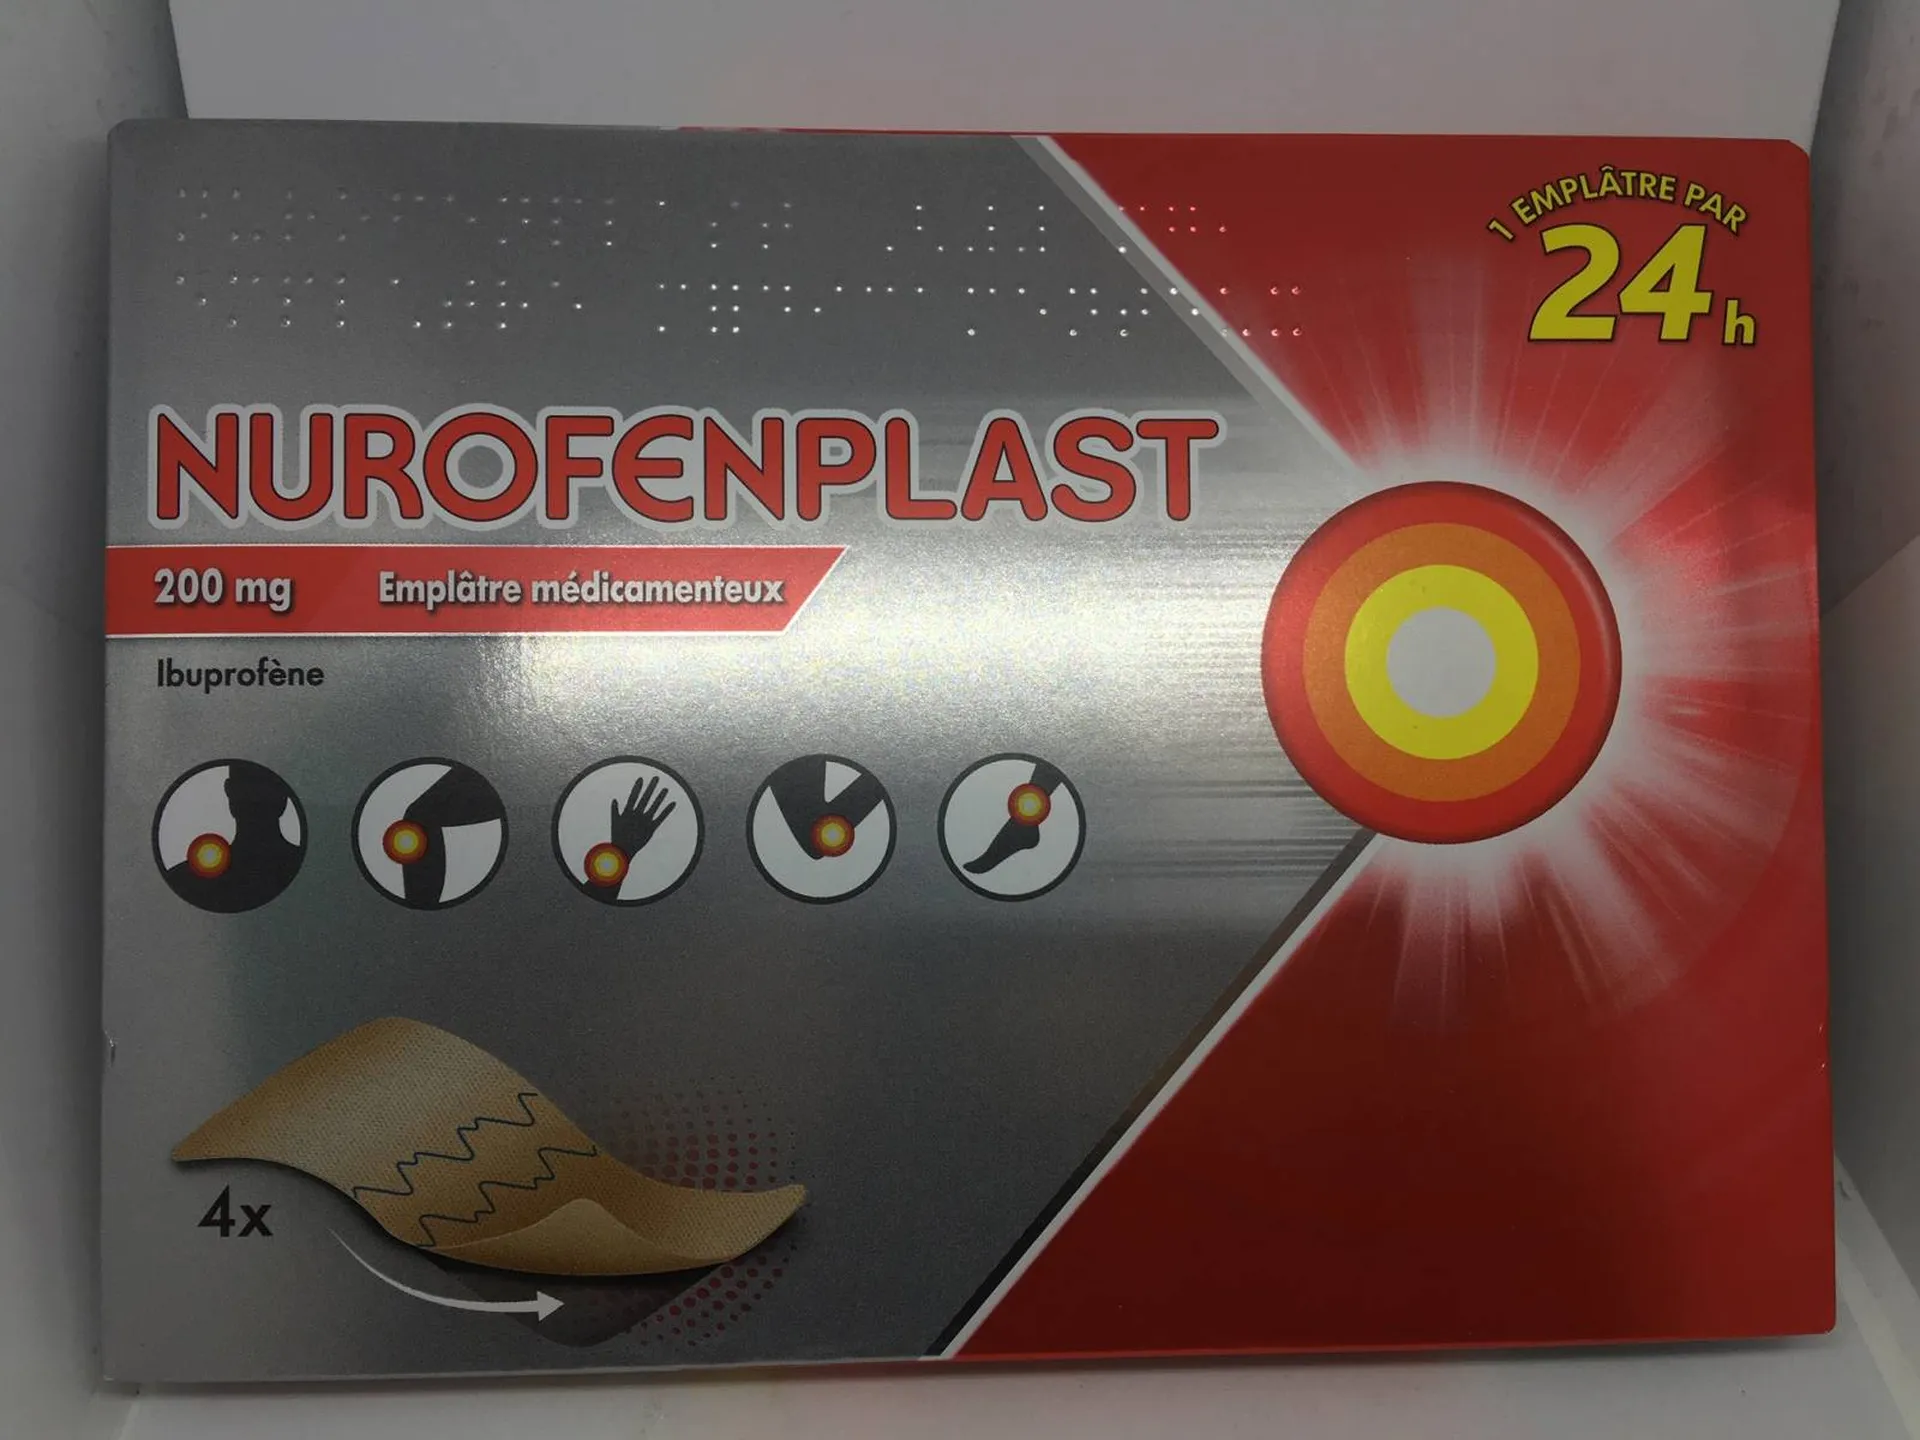 1 EMPLÂTRE PAR
24h
NUROFENPLAST
200 mg Emplâtre médicamenteux
Ibuprofène
4x